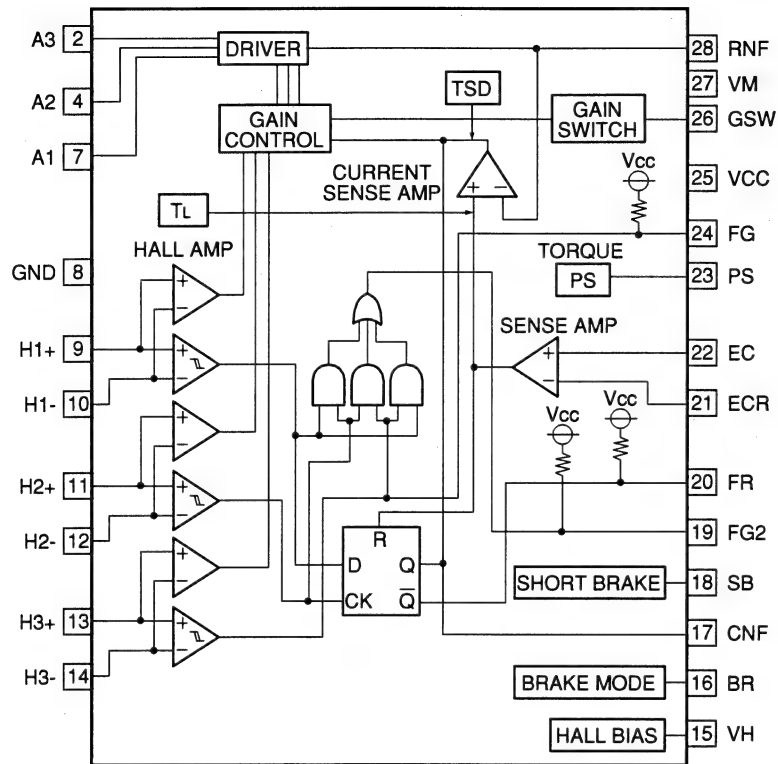 A3 2
DRIVER
28 RNF
27 VM
TSD
A2 4
GAIN
CONTROL
GAIN
SWITCH
26 GSW
A1 7
CURRENT
SENSE AMP
+ −
Vcc
25 VCC
TL
24 FG
HALL AMP
TORQUE
GND 8
PS
23 PS
+
−
SENSE AMP
H1+ 9
+
−
+
−
22 EC
H1- 10
21 ECR
Vcc
Vcc
+
−
H2+ 11
+
−
20 FR
H2- 12
19 FG2
R
+
−
D Q
SHORT BRAKE
18 SB
CK Q
H3+ 13
+
−
17 CNF
H3- 14
BRAKE MODE
16 BR
HALL BIAS
15 VH